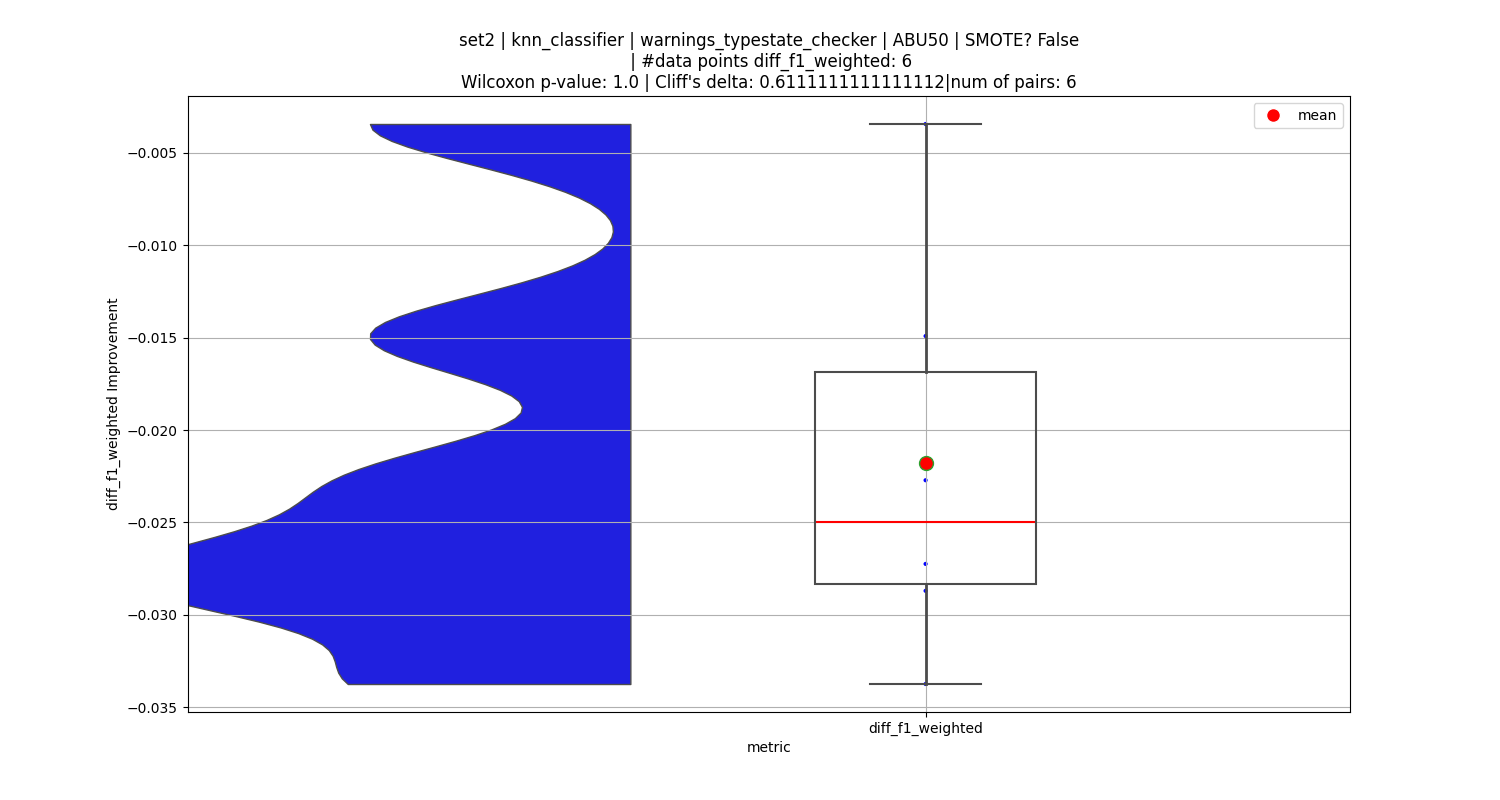 set2 | knn_classifier | warnings_typestate_checker | ABU50 | SMOTE? False
| #data points diff_f1_weighted: 6
Wilcoxon p-value: 1.0 | Cliff's delta: 0.6111111111111112|num of pairs: 6
mean
−0.005
−0.010
−0.015
−0.020
−0.025
−0.030
−0.035
diff_f1_weighted Improvement
diff_f1_weighted
metric